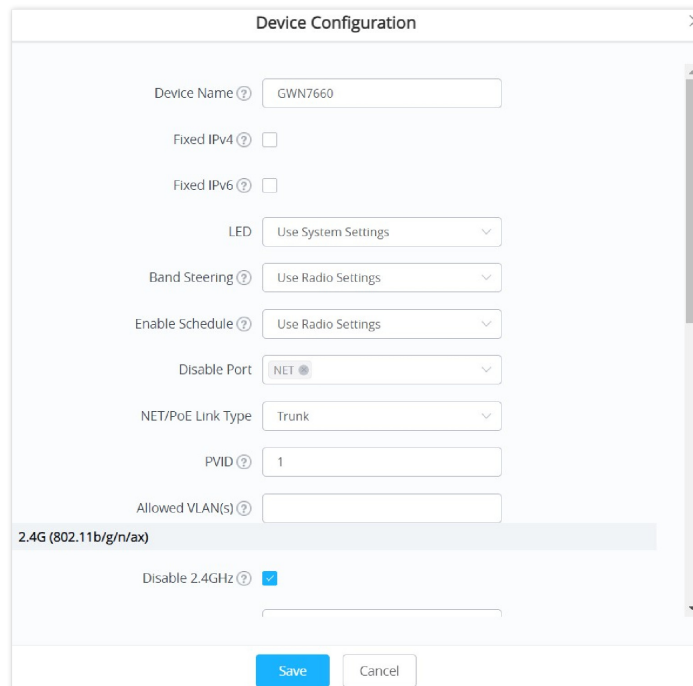 Device Configuration
Device Name GWN7660
Fixed IPv4
Fixed IPv6
LED Use System Settings
Band Steering Use Radio Settings
Enable Schedule Use Radio Settings
Disable Port NET
NET/PoE Link Type Trunk
PVID 1
Allowed VLAN(s)
2.4G (802.11b/g/n/ax)
Disable 2.4GHz
Save Cancel